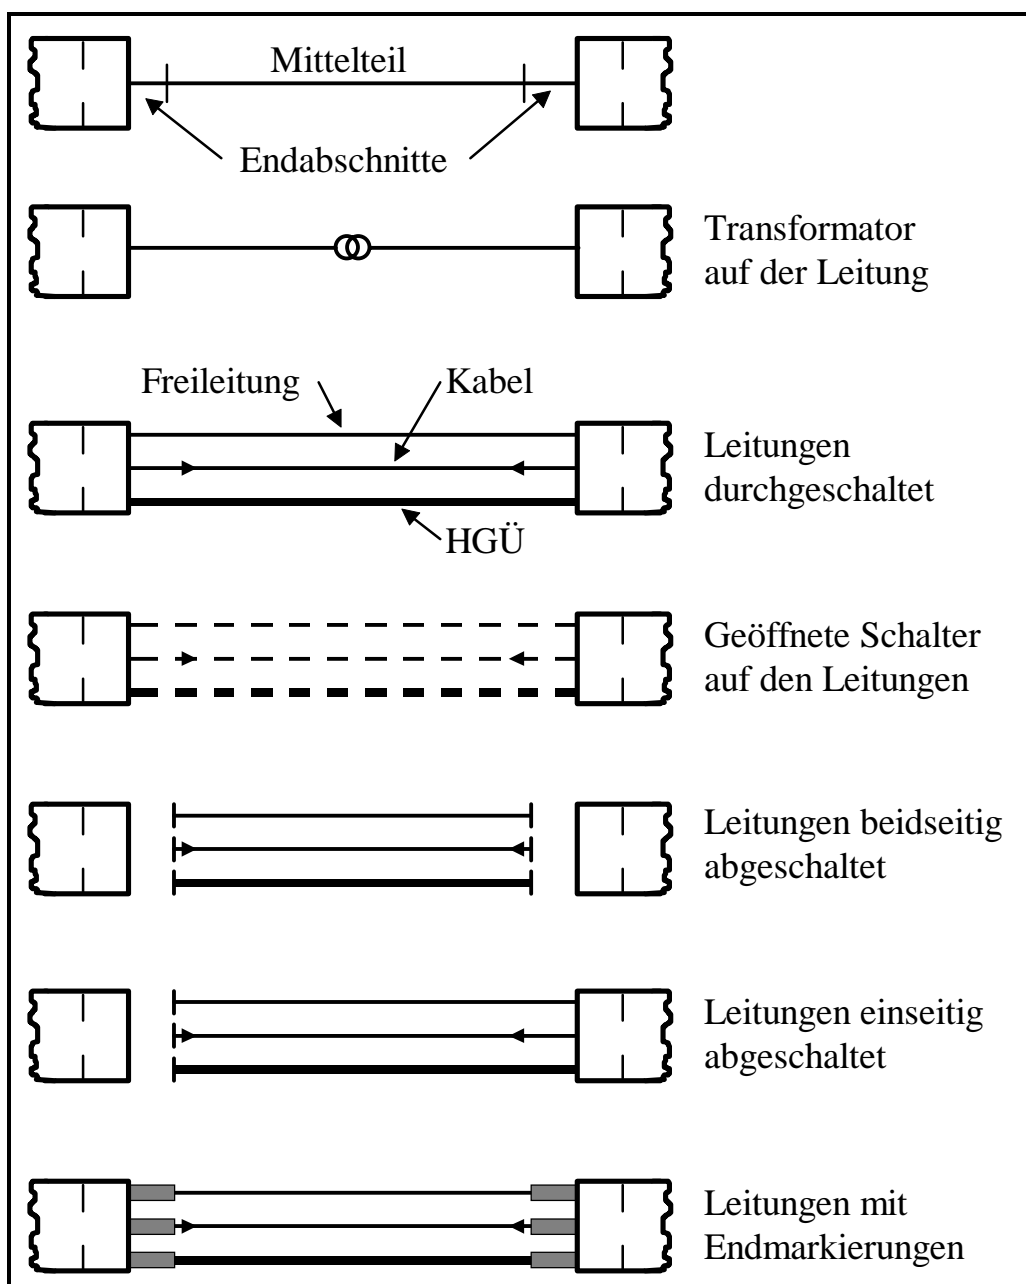 Mittelteil
Endabschnitte
Transformator
auf der Leitung
Freileitung
Kabel
Leitungen
durchgeschaltet
HGÜ
Geöffnete Schalter
auf den Leitungen
Leitungen beidseitig
abgeschaltet
Leitungen einseitig
abgeschaltet
Leitungen mit
Endmarkierungen